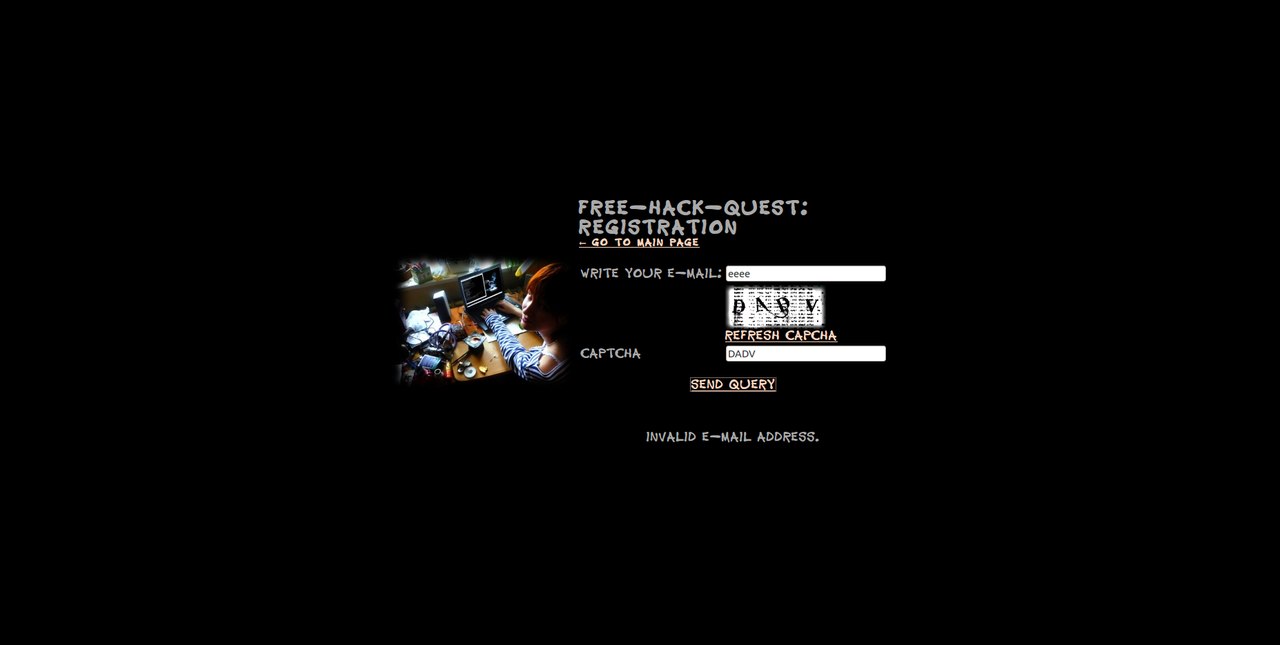 FREE-HACK-QUEST:
REGISTRATION
← GO TO MAIN PAGE
WRITE YOUR E-MAIL: eeee
REFRESH CAPCHA
CAPTCHA DADV
SEND QUERY
INVALID E-MAIL ADDRESS.